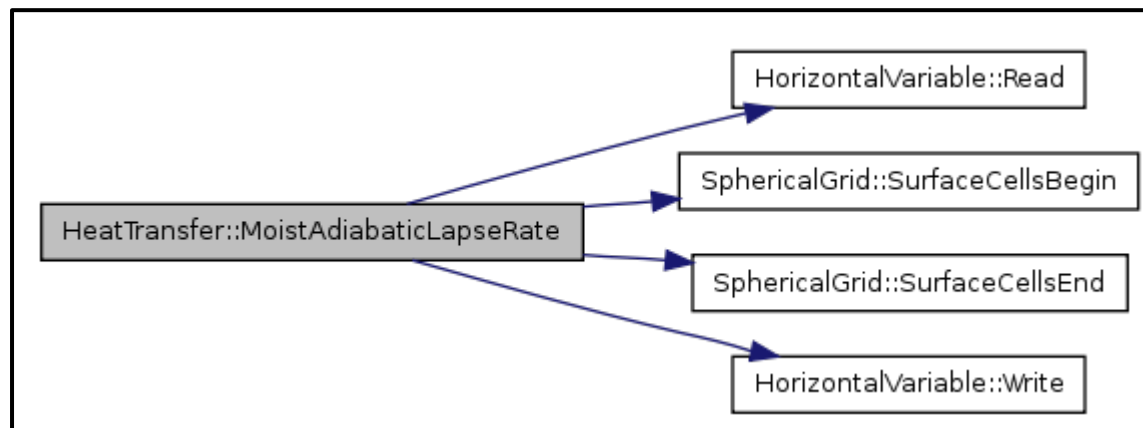 HorizontalVariable::Read
SphericalGrid::SurfaceCellsBegin
HeatTransfer::MoistAdiabaticLapseRate
SphericalGrid::SurfaceCellsEnd
HorizontalVariable::Write